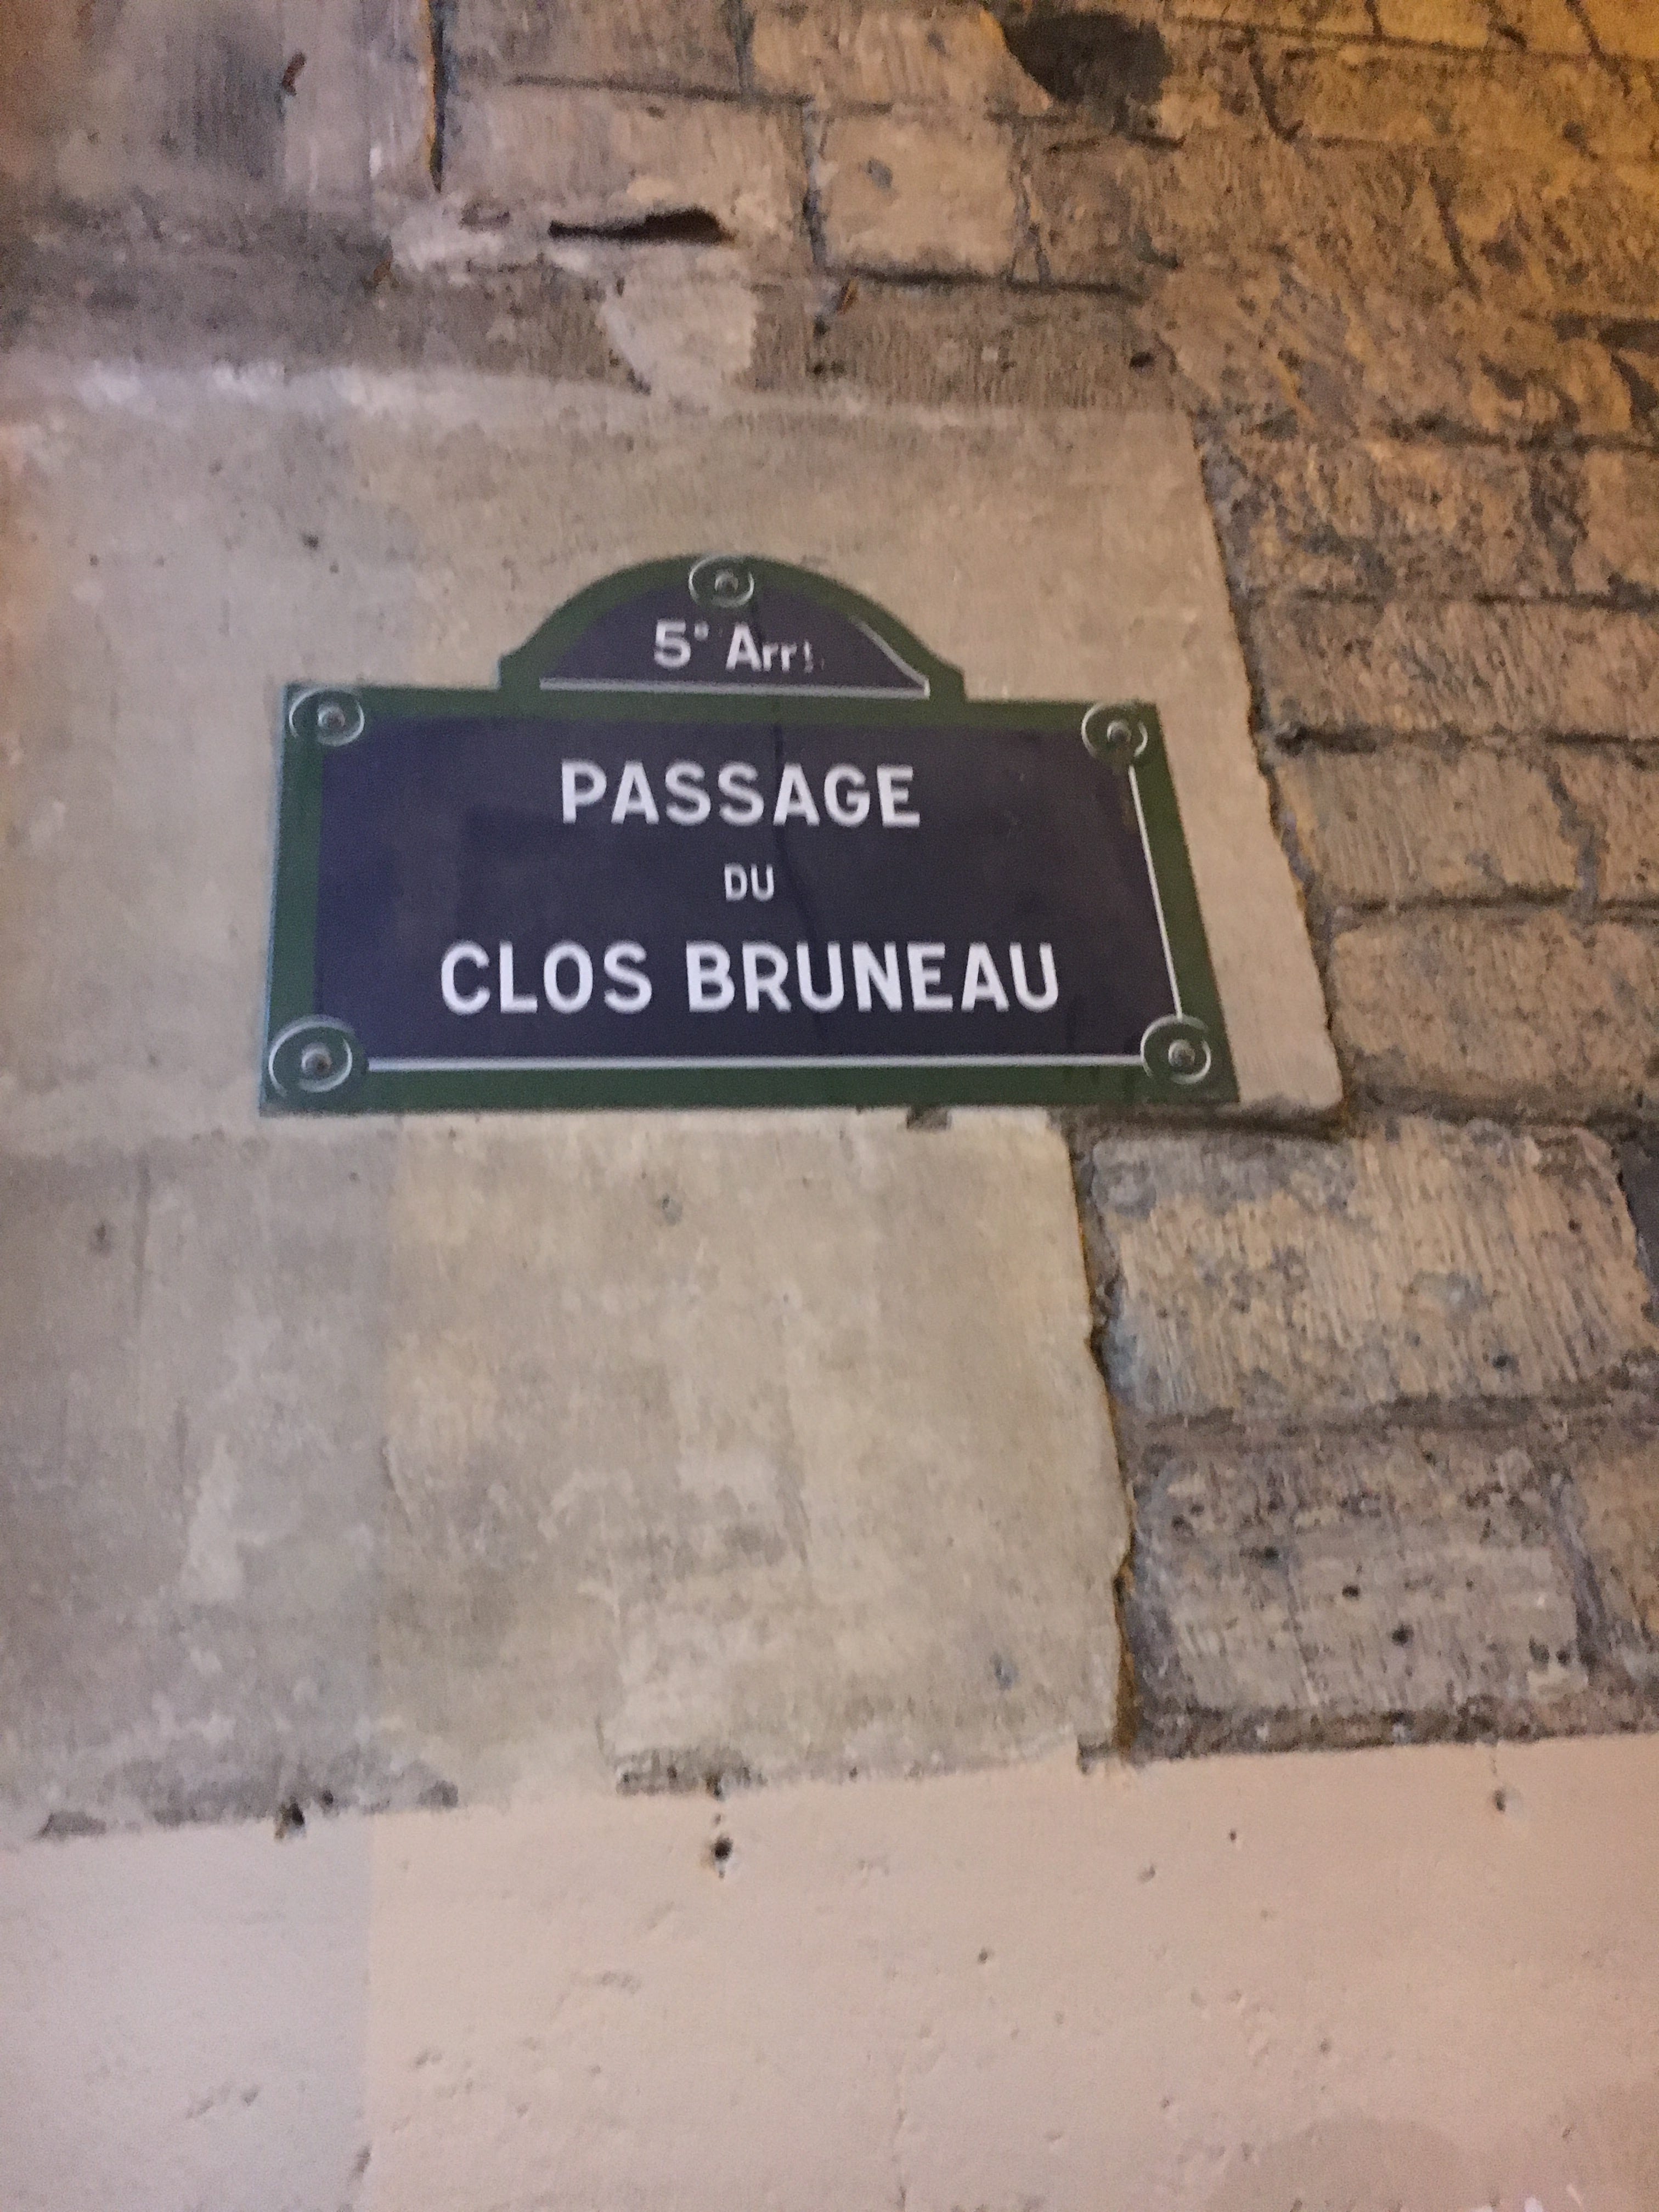 5e Arrt.
PASSAGE
DU
CLOS BRUNEAU